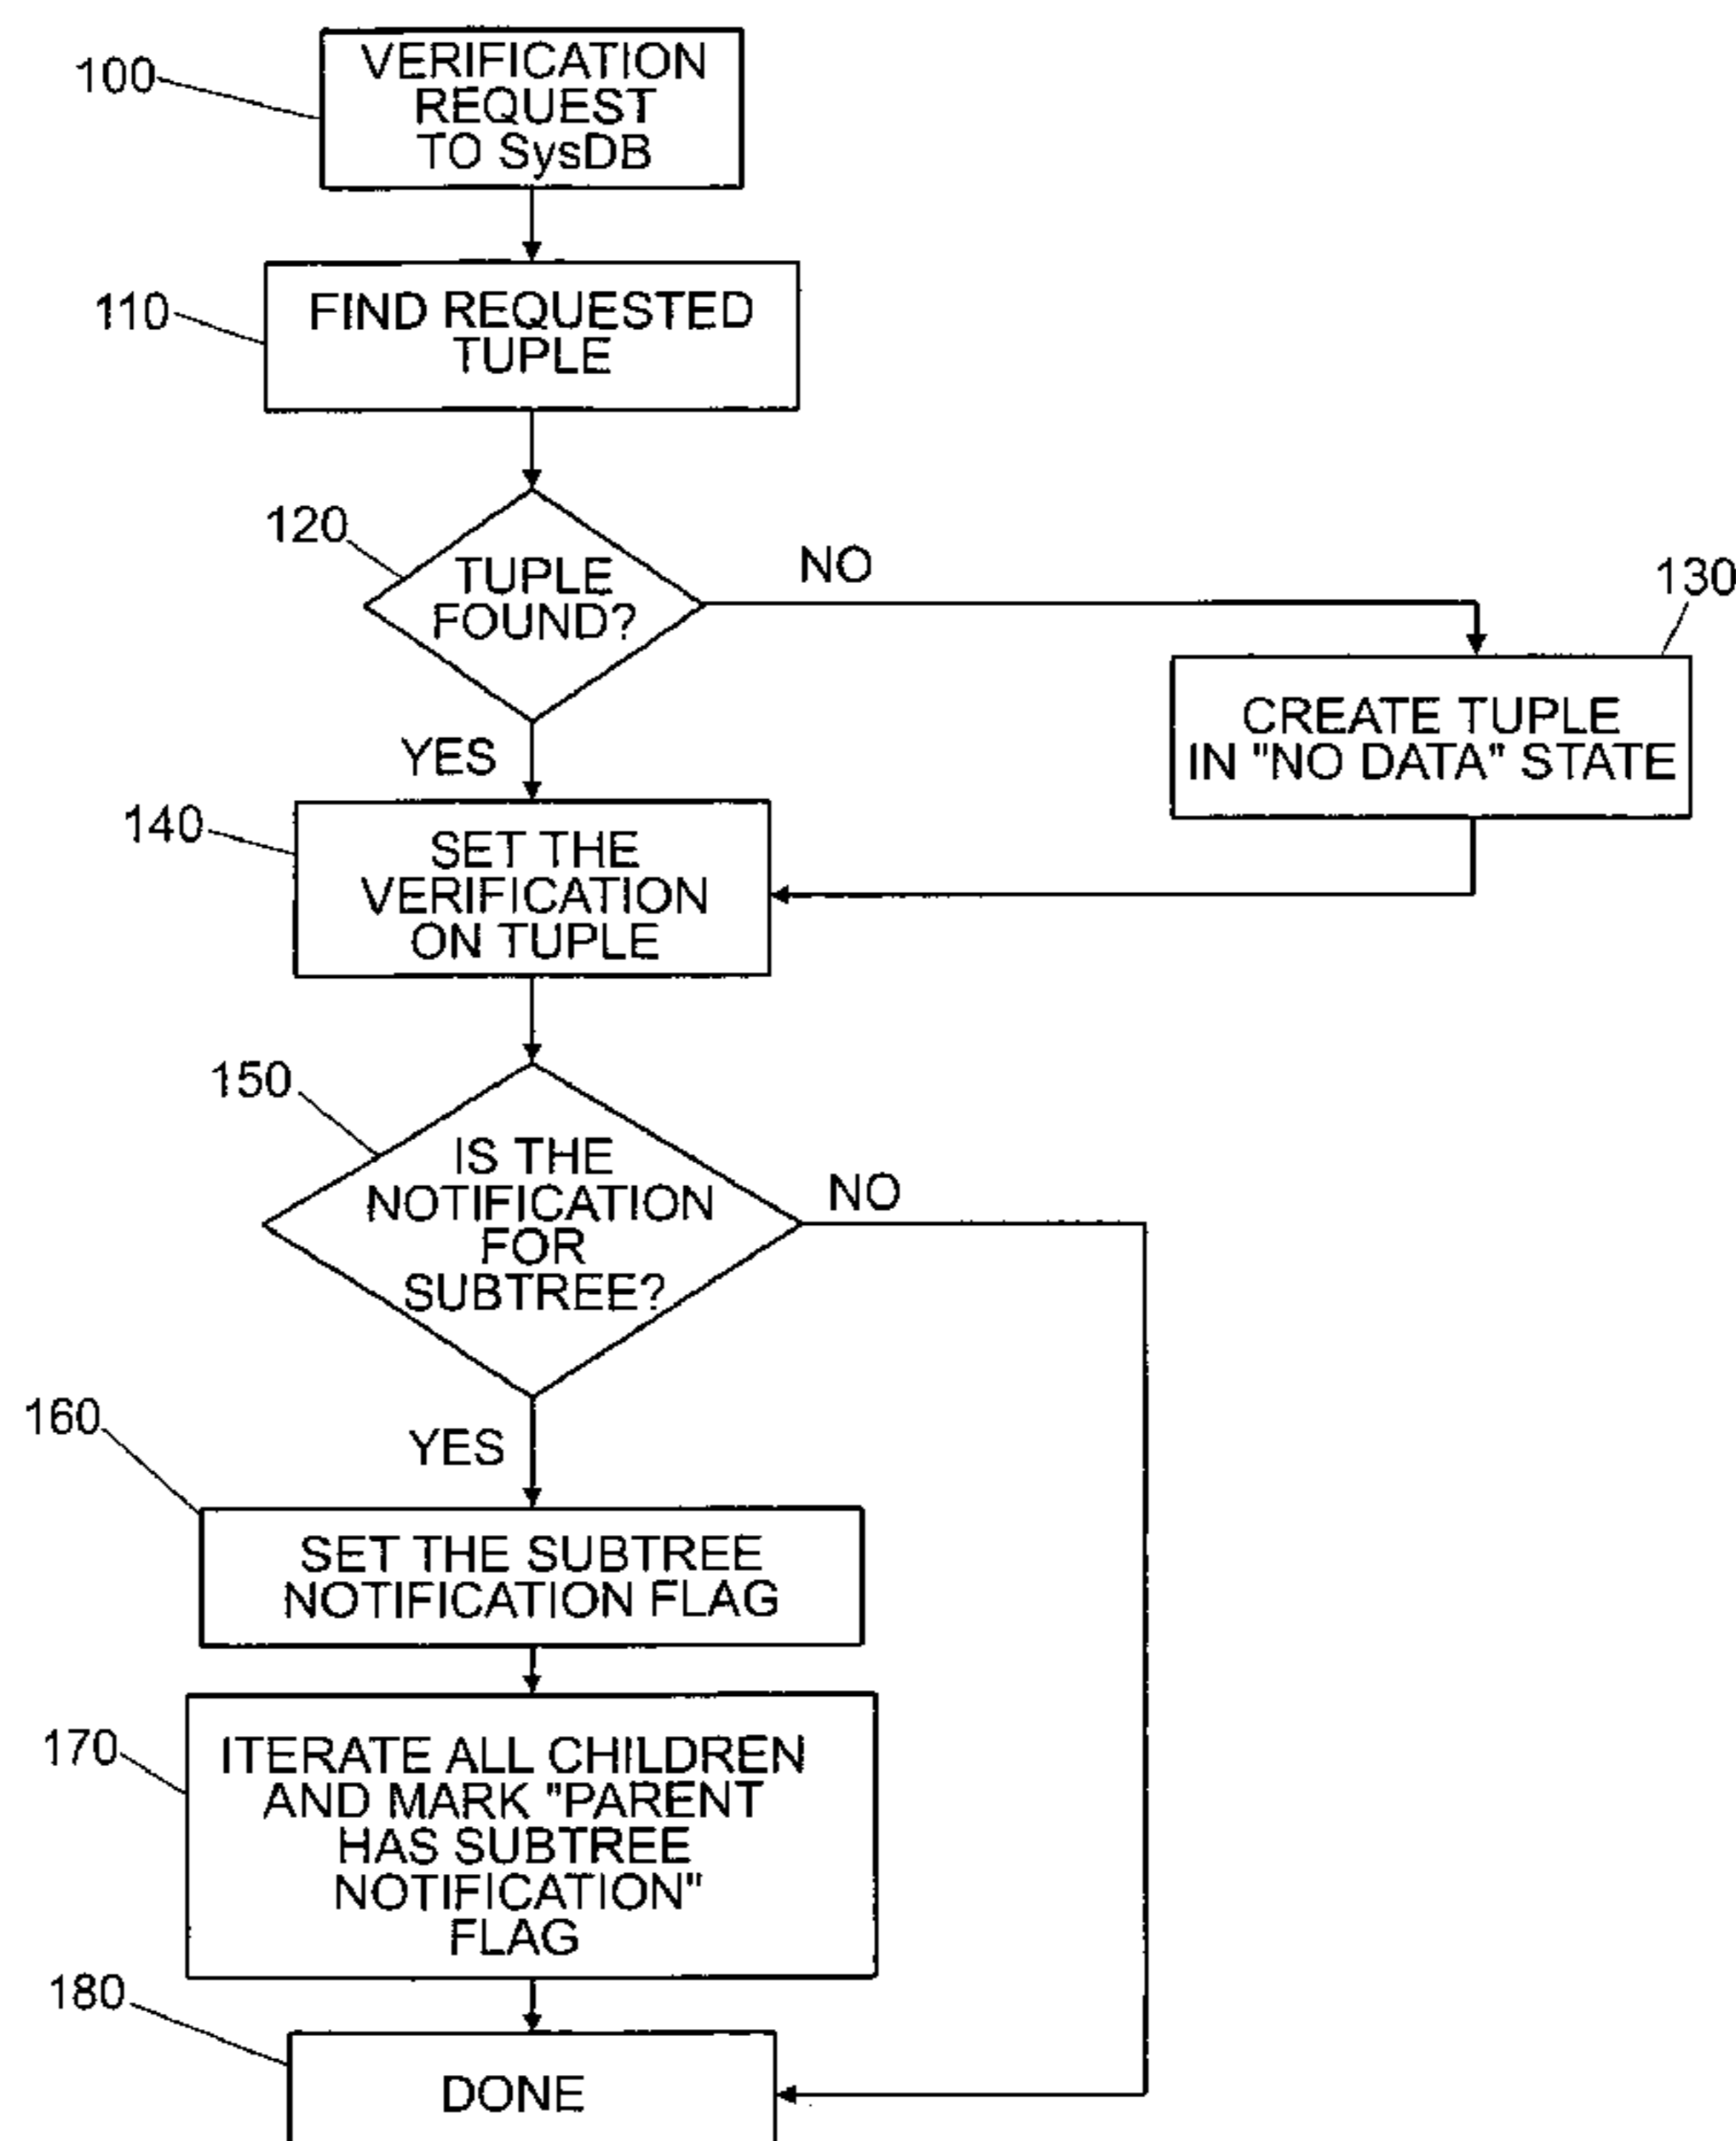 100
VERIFICATION
REQUEST
TO SysDB
110
FIND REQUESTED
TUPLE
120
TUPLE
FOUND?
NO
130
CREATE TUPLE
IN "NO DATA" STATE
YES
140
SET THE
VERIFICATION
ON TUPLE
150
IS THE
NOTIFICATION
FOR
SUBTREE?
NO
YES
160
SET THE SUBTREE
NOTIFICATION FLAG
170
ITERATE ALL CHILDREN
AND MARK "PARENT
HAS SUBTREE
NOTIFICATION"
FLAG
180
DONE